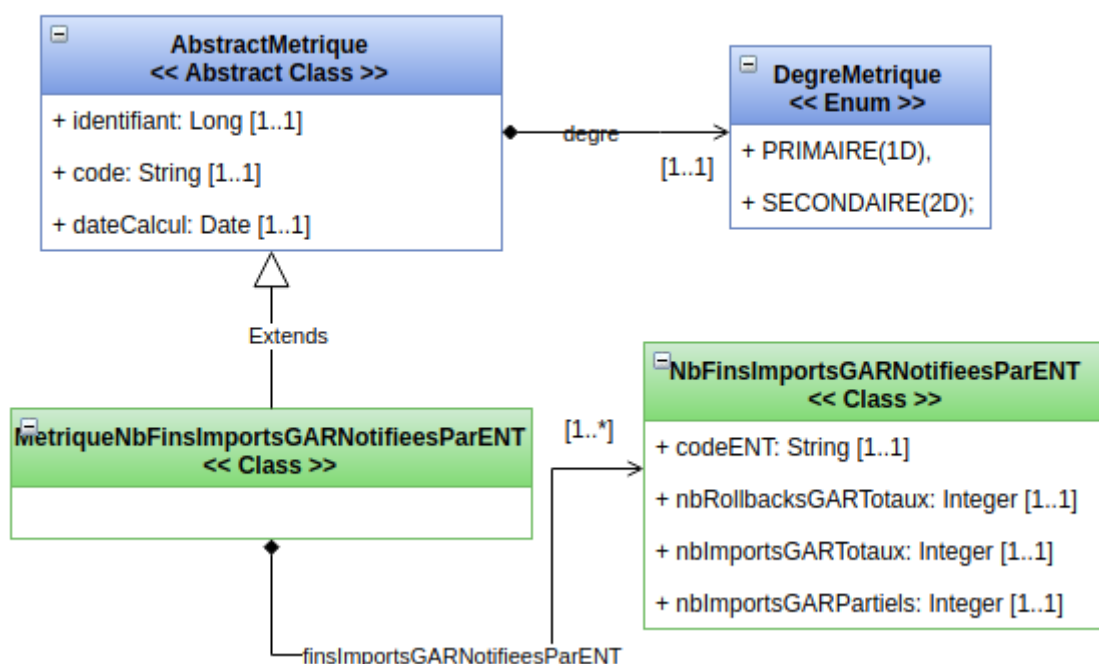 AbstractMetrique
<< Abstract Class >>
+ identifiant: Long [1..1]
+ code: String [1..1]
+ dateCalcul: Date [1..1]
degre
[1..1]
DegreMetrique
<< Enum >>
+ PRIMAIRE(1D),
+ SECONDAIRE(2D);
Extends
MetriqueNbFinsImportsGARNotifieesParENT
<< Class >>
[1..*]
finsImportsGARNotifieesParENT
NbFinsImportsGARNotifieesParENT
<< Class >>
+ codeENT: String [1..1]
+ nbRollbacksGARTotaux: Integer [1..1]
+ nbImportsGARTotaux: Integer [1..1]
+ nbImportsGARPartiels: Integer [1..1]